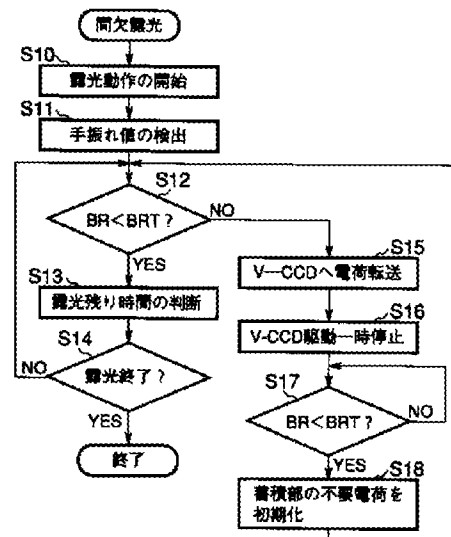 間欠露光
S10
露光動作の開始
S11
手振れ値の検出
S12
BR<BRT?
NO
YES
S13
露光残り時間の判断
S14
露光終了?
NO
YES
終了
S15
V-CCDへ電荷転送
S16
V-CCD駆動一時停止
S17
BR<BRT?
NO
YES
S18
蓄積部の不要電荷を
初期化